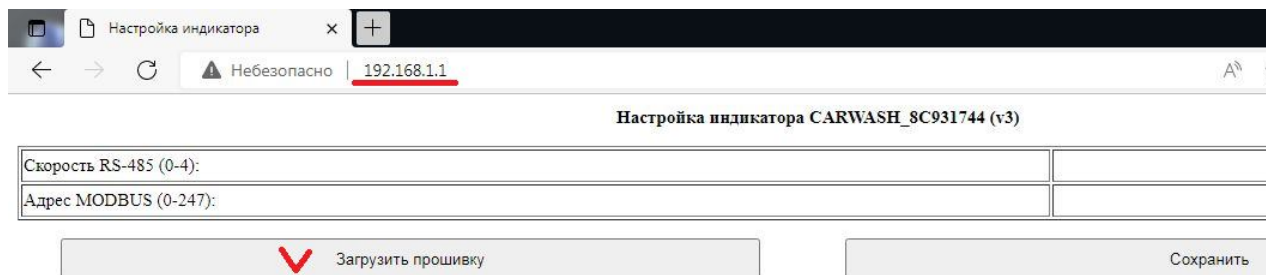 Настройка индикатора
Небезопасно 192.168.1.1
Настройка индикатора CARWASH_8C931744 (v3)
Скорость RS-485 (0-4):
Адрес MODBUS (0-247):
Загрузить прошивку
Сохранить